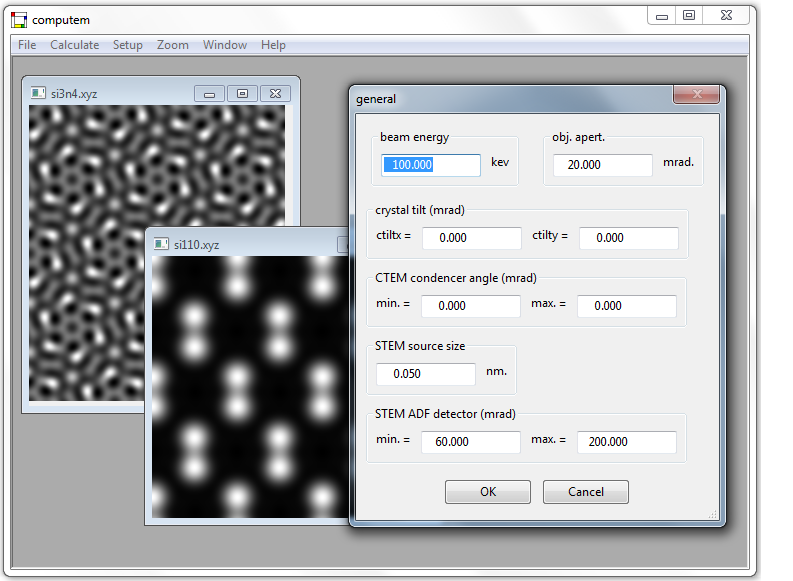 computem
File Calculate Setup Zoom Window Help
si3n4.xyz
si110.xyz
general
beam energy
100.000 kev
obj. apert.
20.000 mrad.
crystal tilt (mrad)
ctiltx = 0.000 ctilty = 0.000
CTEM condencer angle (mrad)
min. = 0.000 max. = 0.000
STEM source size
0.050 nm.
STEM ADF detector (mrad)
min. = 60.000 max. = 200.000
OK Cancel